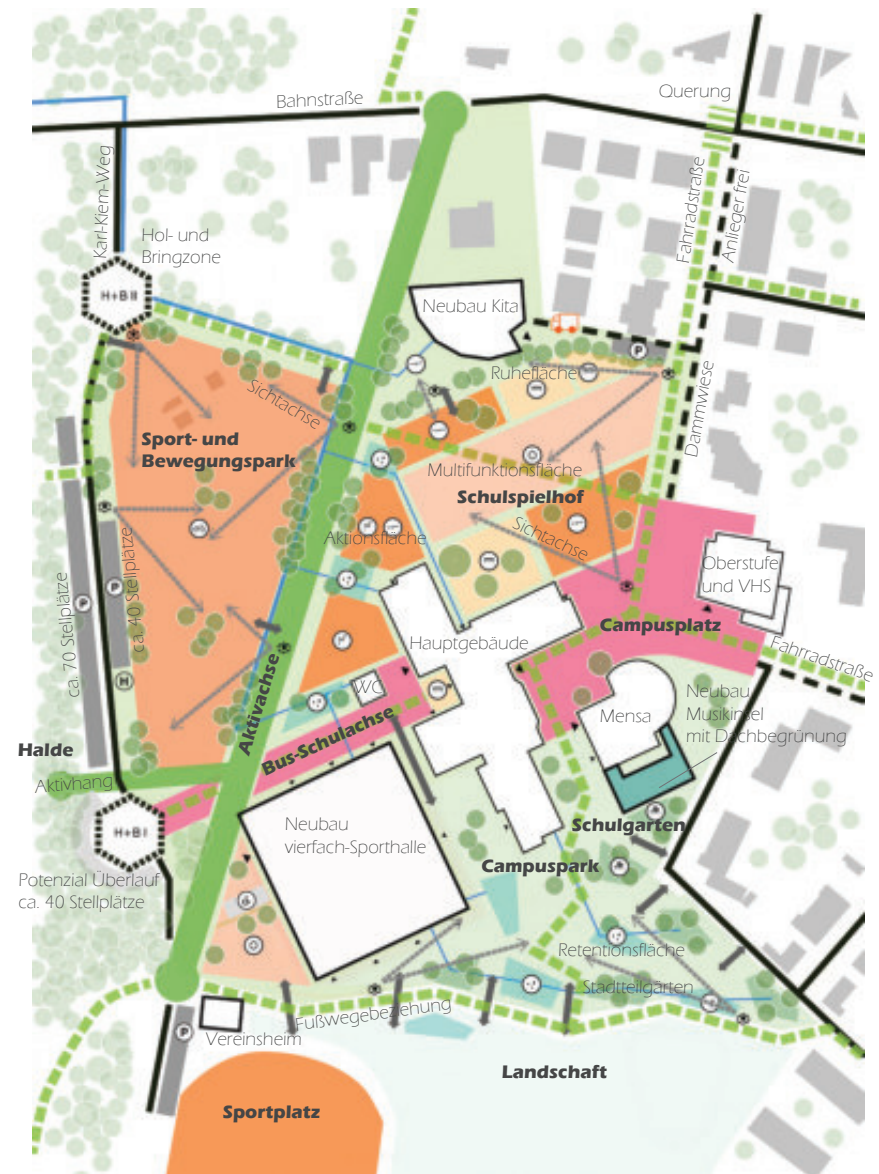 Bahnstraße
Querung
Karl-Kiem-Weg
Fahrradstraße
Anlieger frei
Hol- und
Bringzone
H+B II
Neubau Kita
P
Ruhefläche
Sichtachse
Dammwiese
Sport- und
Bewegungspark
Multifunktionsfläche
Schulspielhof
Sichtachse
Aktionsfläche
Oberstufe
und VHS
ca. 70 Stellplätze
P
P
ca. 40 Stellplätze
H
Hauptgebäude
Campusplatz
Fahrradstraße
WC
Aktivachse
Bus-Schulachse
Mensa
Neubau
Musikinsel
mit Dachbegrünung
Halde
Aktivhang
H+B I
Neubau
vierfach-Sporthalle
Schulgarten
Campuspark
Potenzial Überlauf
ca. 40 Stellplätze
Retentionsfläche
Stadtteilgärten
Fußwegebeziehung
P
Vereinsheim
Landschaft
Sportplatz